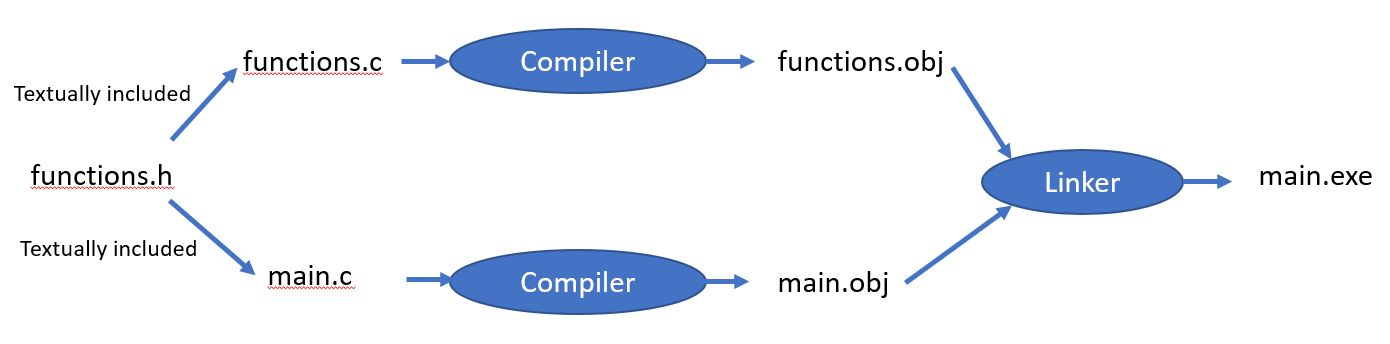 functions.c
Compiler
functions.obj
Textually included
functions.h
Linker
main.exe
Textually included
main.c
Compiler
main.obj